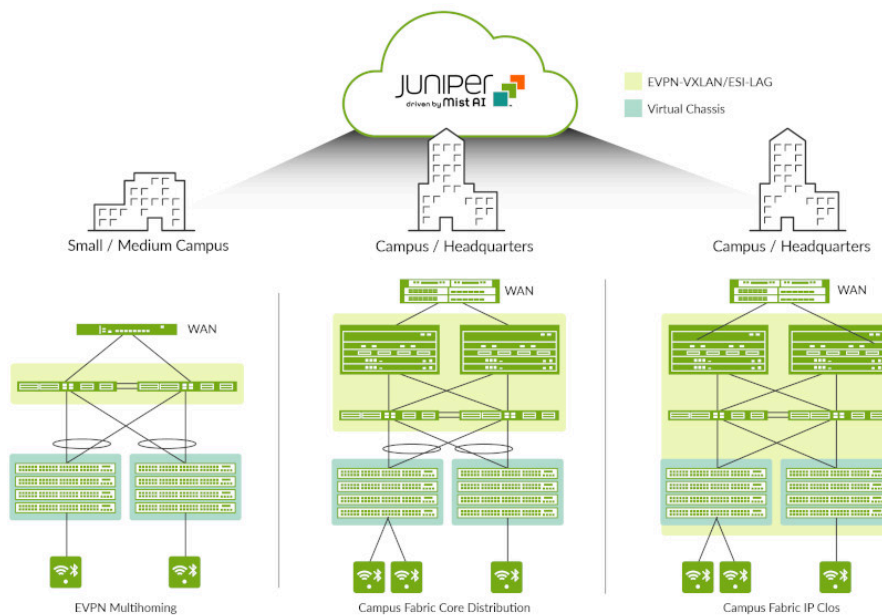 JUNIPER
driven by Mist AI
EVPN-VXLAN/ESI-LAG
Virtual Chassis
Small / Medium Campus
Campus / Headquarters
Campus / Headquarters
WAN
WAN
WAN
EVPN Multihoming
Campus Fabric Core Distribution
Campus Fabric IP Clos